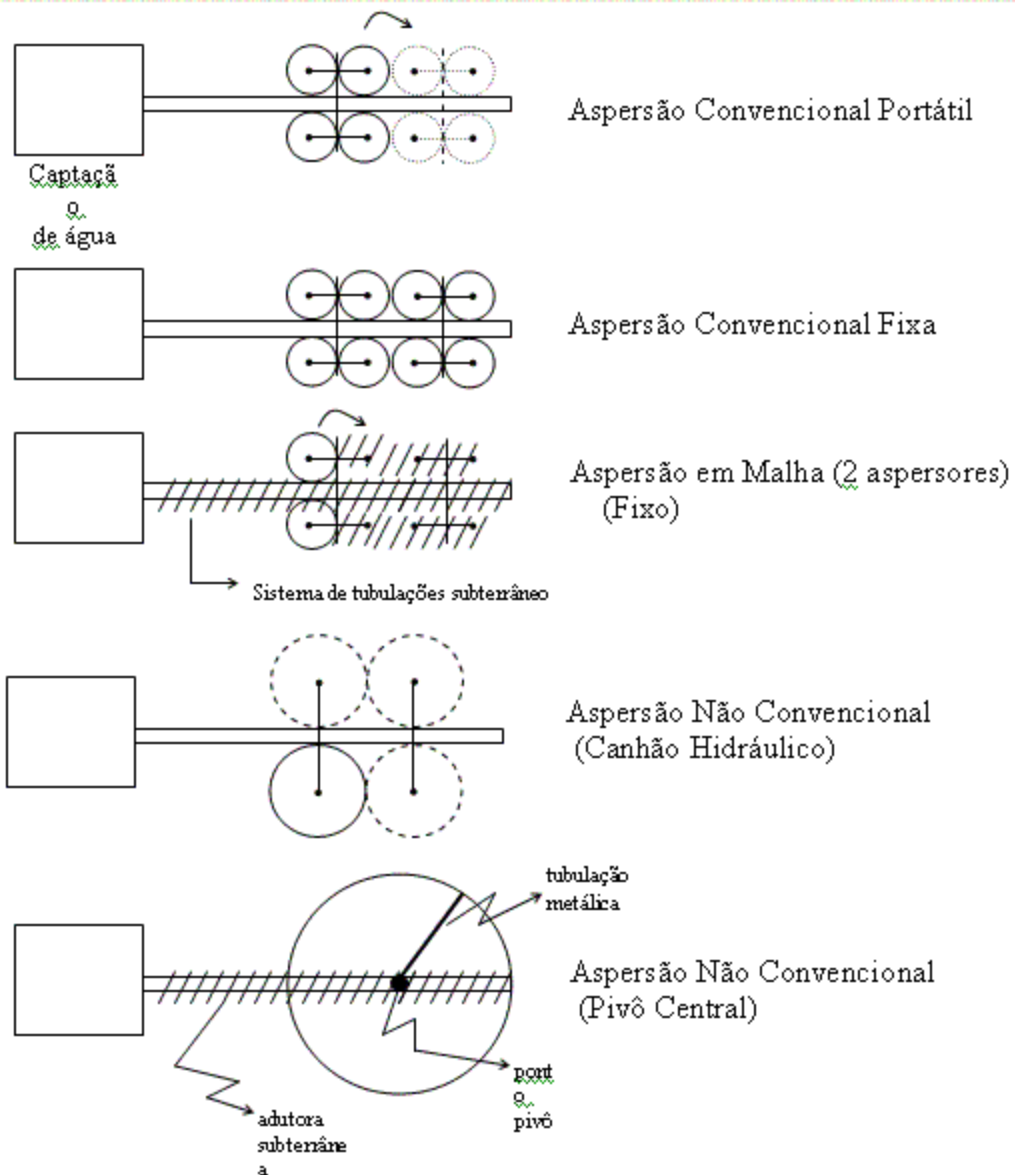 Aspersão Convencional Portátil
Captaçã
o
de água
Aspersão Convencional Fixa
Aspersão em Malha (2 aspersores)
(Fixo)
Sistema de tubulações subterrâneo
Aspersão Não Convencional
(Canhão Hidráulico)
tubulação
metálica
Aspersão Não Convencional
(Pivô Central)
pont
o
pivô
adutora
subterrâne
a